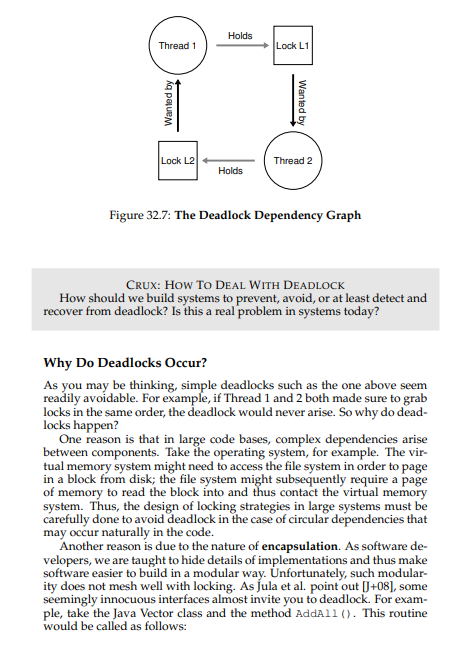 Holds
Thread 1
Lock L1
Wanted by
Wanted by
Lock L2
Thread 2
Holds
Figure 32.7: The Deadlock Dependency Graph
CRUX: HOW TO DEAL WITH DEADLOCK
How should we build systems to prevent, avoid, or at least detect and
recover from deadlock? Is this a real problem in systems today?
Why Do Deadlocks Occur?
As you may be thinking, simple deadlocks such as the one above seem
readily avoidable. For example, if Thread 1 and 2 both made sure to grab
locks in the same order, the deadlock would never arise. So why do dead-
locks happen?
One reason is that in large code bases, complex dependencies arise
between components. Take the operating system, for example. The vir-
tual memory system might need to access the file system in order to page
in a block from disk; the file system might subsequently require a page
of memory to read the block into and thus contact the virtual memory
system. Thus, the design of locking strategies in large systems must be
carefully done to avoid deadlock in the case of circular dependencies that
may occur naturally in the code.
Another reason is due to the nature of encapsulation. As software de-
velopers, we are taught to hide details of implementations and thus make
software easier to build in a modular way. Unfortunately, such modular-
ity does not mesh well with locking. As Jula et al. point out [J+08], some
seemingly innocuous interfaces almost invite you to deadlock. For exam-
ple, take the Java Vector class and the method AddAll(). This routine
would be called as follows: